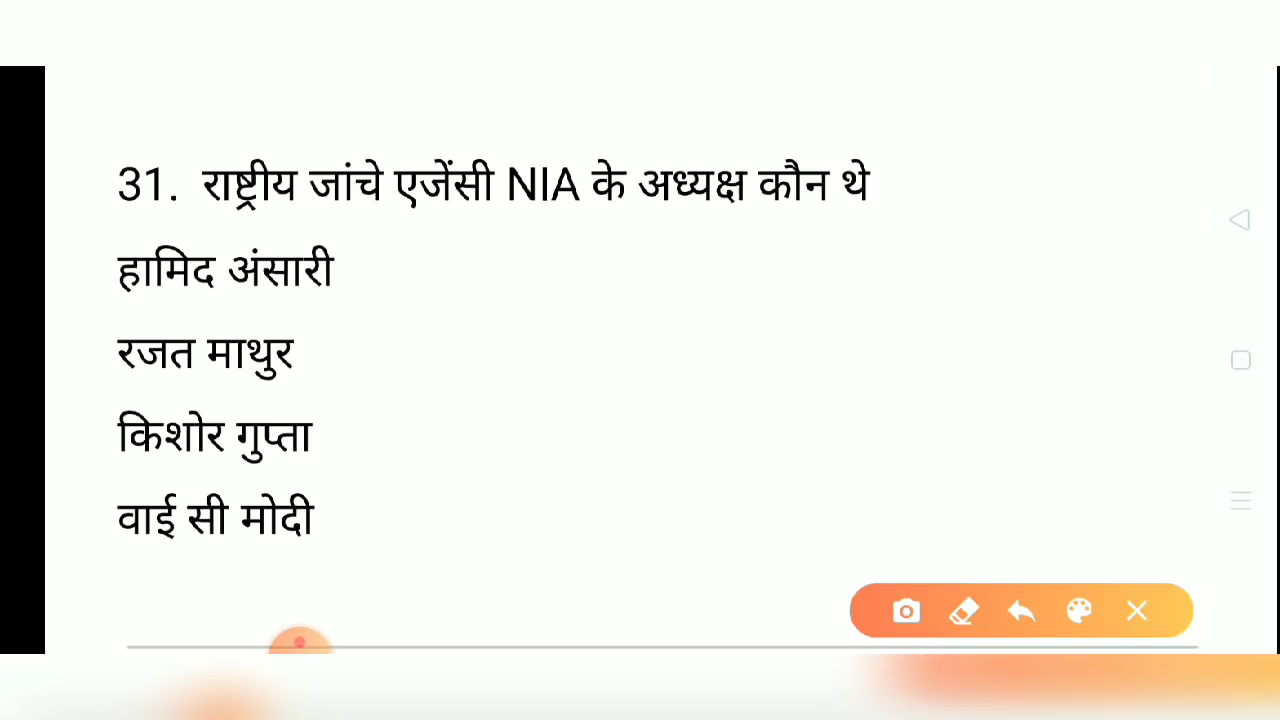 31. राष्ट्रीय जांचे एजेंसी NIA के अध्यक्ष कौन थे
हामिद अंसारी
रजत माथुर
किशोर गुप्ता
वाई सी मोदी